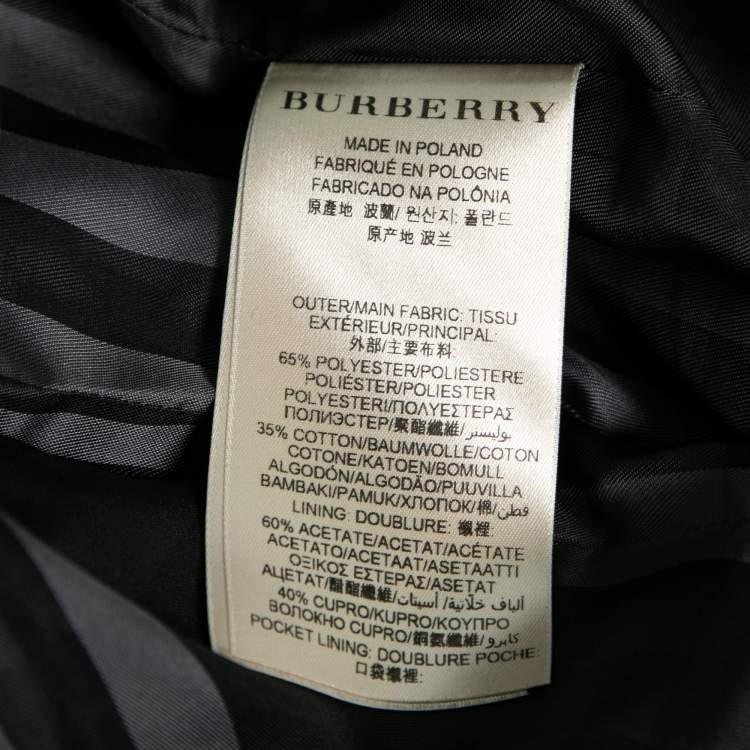 BURBERRY
MADE IN POLAND
FABRIQUÉ EN POLOGNE
FABRICADO NA POLÔNIA
原產地 波蘭/ 원산지: 폴란드
原产地 波兰
OUTER/MAIN FABRIC: TISSU
EXTÉRIEUR/PRINCIPAL:
外部/主要布料:
65% POLYESTER/POLIESTERE
POLIÉSTER/POLIESTER
POLYESTERI/ΠΟΛΥΕΣΤΕΡΑΣ
ПОЛИЭСТЕР/聚酯纖維/بوليستر
35% COTTON/BAUMWOLLE/COTON
COTONE/KATOEN/BOMULL
ALGODÓN/ALGODÃO/PUUVILLA
BAMBAKI/PAMUK/ХЛОПОК/棉/قطن
LINING: DOUBLURE: 襯裡:
60% ACETATE/ACETAT/ACÉTATE
ACETATO/ACETAAT/ASETAATTI
ΟΞΙΚΟΣ ΕΣΤΕΡΑΣ/ASETAT
АЦЕТАТ/醋酯纖維/ألياف خلّاتية / أسيتات
40% CUPRO/KUPRO/ΚΟΥΠΡΟ
ВОЛОКНО CUPRO/銅氨纖維/كابرو
POCKET LINING: DOUBLURE POCHE:
口袋襯裡: